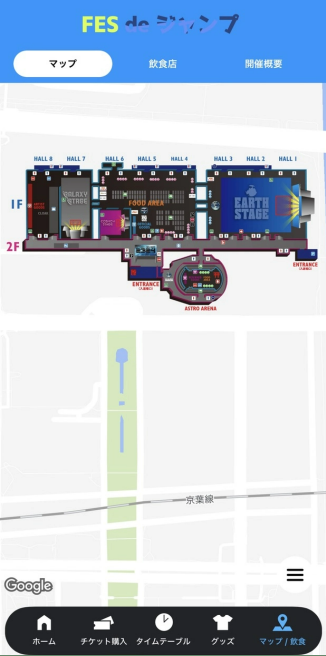 FES de ジャンプ
マップ
飲食店
開催概要
HALL 8 HALL 7 HALL 6 HALL 5 HALL 4 HALL 3 HALL 2 HALL 1
1F
GALAXY STAGE
FOOD AREA
EARTH STAGE
2F
ENTRANCE
ENTRANCE
ASTRO ARENA
京葉線
Google
ホーム
チケット購入
タイムテーブル
グッズ
マップ / 飲食